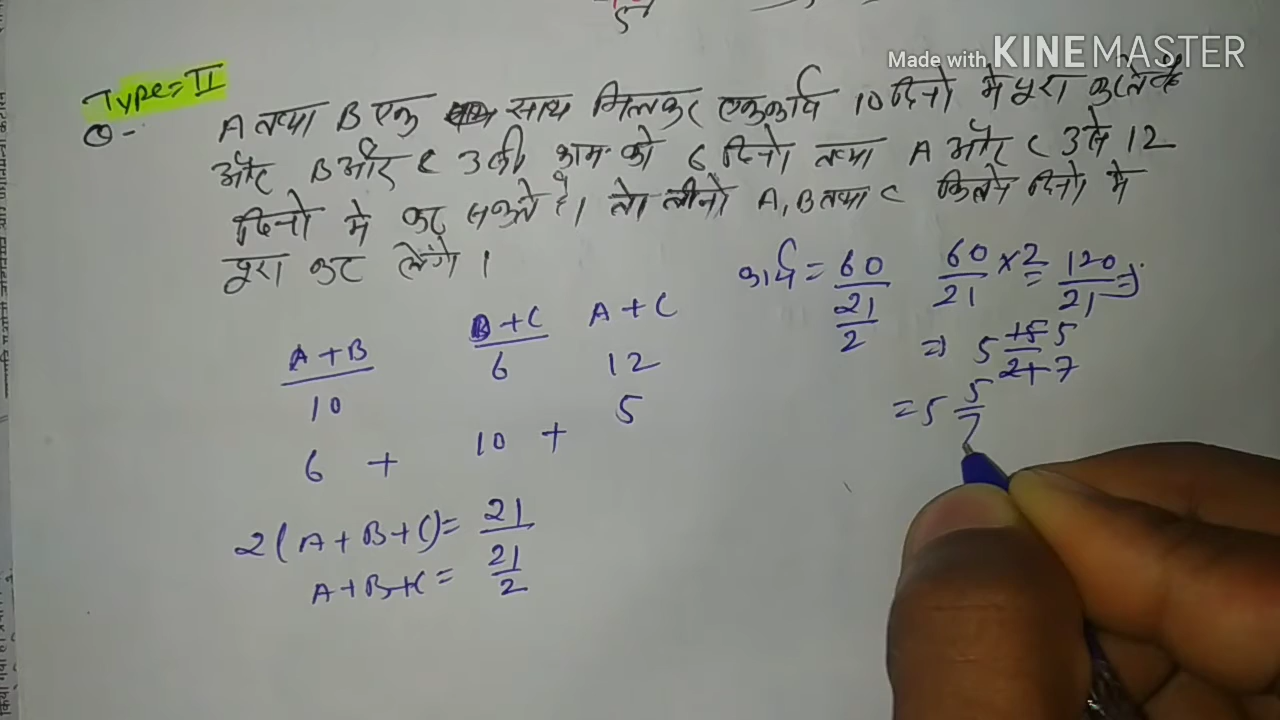 Made with KINEMASTER
Type=II
Q- A तथा B एक साथ मिलकर एक कार्य 10 दिनो मे पूरा करते है
और B और C उसी काम को 6 दिनो तथा A और C उसे 12
दिनो मे कर सकते है। तो तीनो A, B तथा C कितने दिनो मे
पूरा कर लेंगे ।
A+B B+C A+C
10 6 12
6 + 10 + 5
2(A+B+C)= 21
A+B+C= 21/2
कार्य = 60/21/2 60/21 ×2 = 120/21 =)
=) 5 5/7
=5 5/7